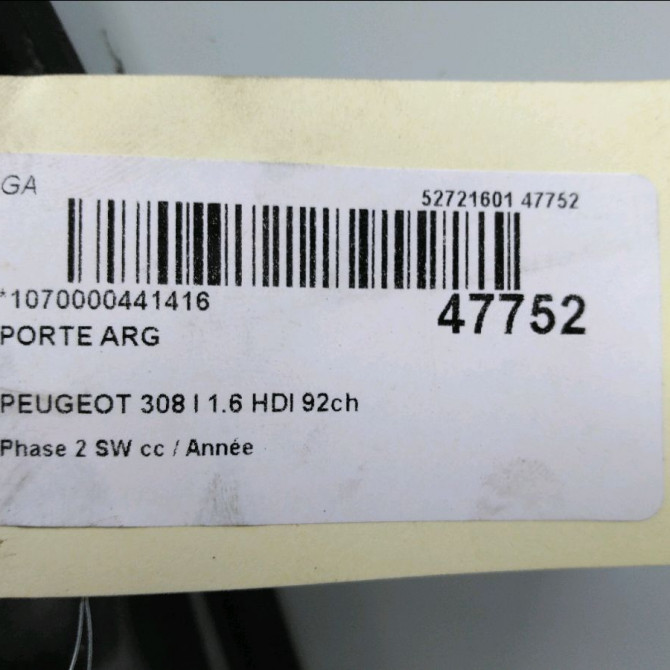 GA
52721601 47752
*1070000441416
47752
PORTE ARG
PEUGEOT 308 I 1.6 HDI 92ch
Phase 2 SW cc / Année